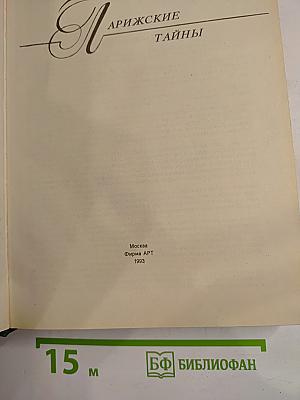 ПАРИЖСКИЕ
ТАЙНЫ
Москва
Фирма АРТ
1993
15 м
БФ БИБЛИОФАН